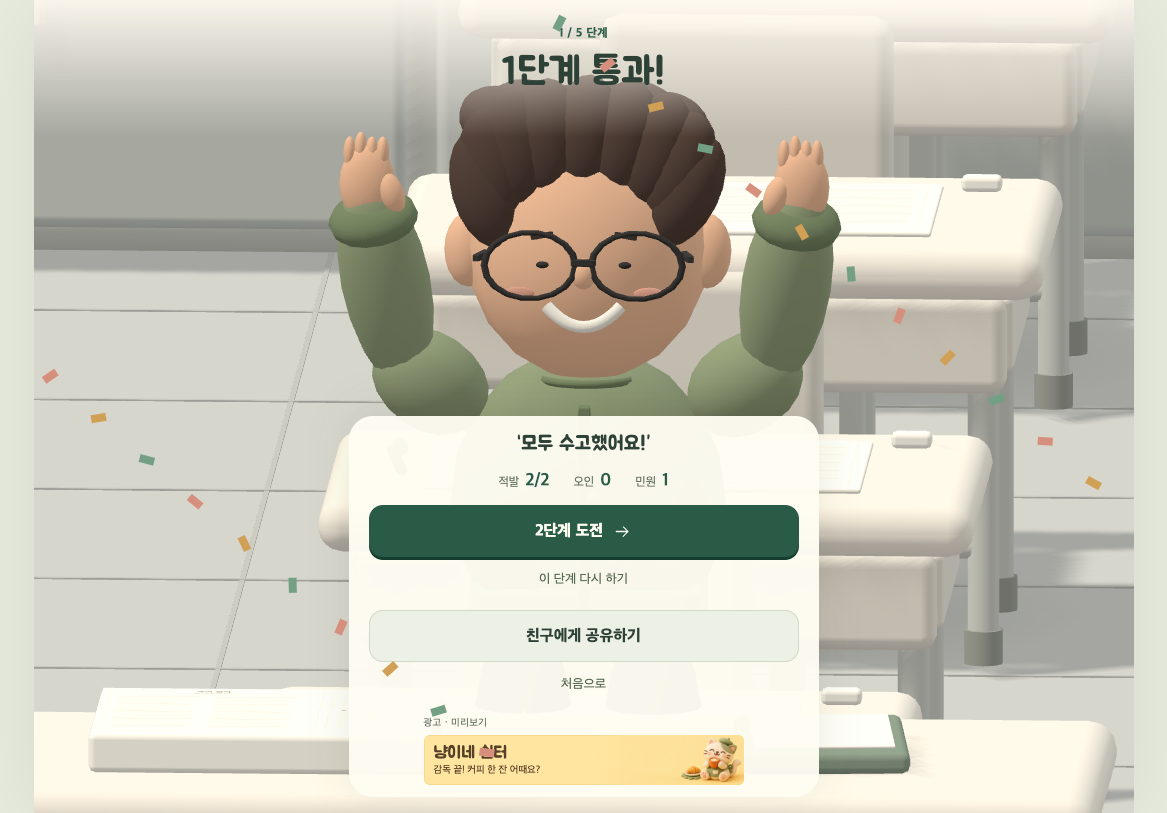 1 / 5 단계
1단계 통과!
‘모두 수고했어요!’
적발 2/2 오인 0 민원 1
2단계 도전 →
이 단계 다시 하기
친구에게 공유하기
처음으로
광고 · 미리보기
냥이네 쉼터
감독 끝! 커피 한 잔 어때요?